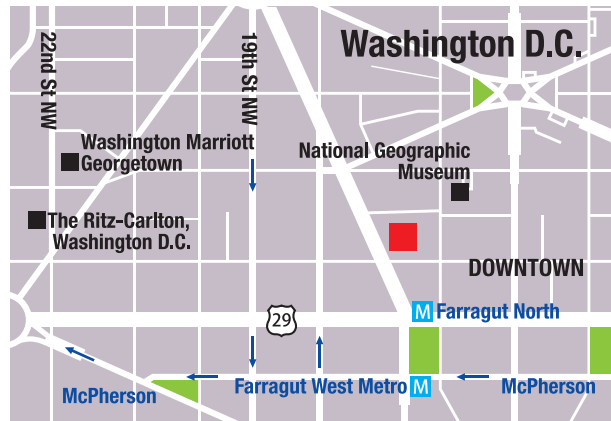 Washington D.C.
22nd St NW
19th St NW
Washington Marriott
Georgetown
National Geographic
Museum
The Ritz-Carlton,
Washington D.C.
DOWNTOWN
M Farragut North
29
McPherson
Farragut West Metro M
McPherson